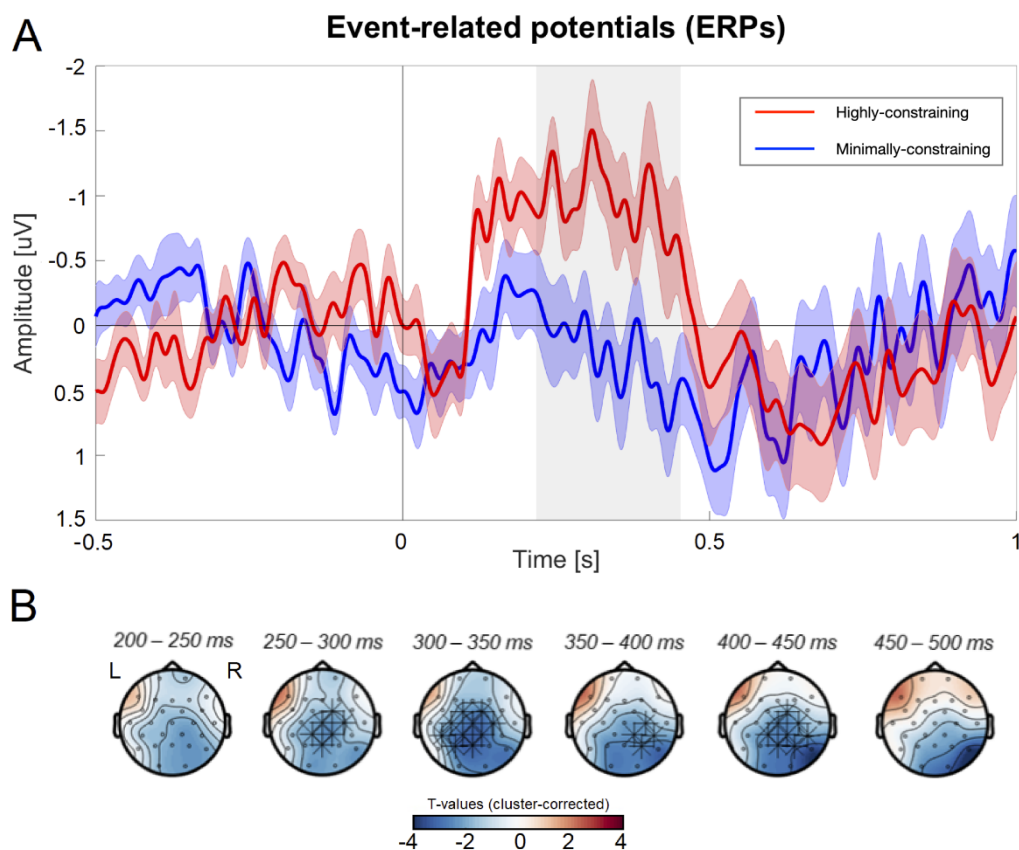 A
Event-related potentials (ERPs)
-2
-1.5
-1
-0.5
0
0.5
1
1.5
Amplitude [uV]
Highly-constraining
Minimally-constraining
-0.5
0
0.5
1
Time [s]
B
200 – 250 ms
250 – 300 ms
300 – 350 ms
350 – 400 ms
400 – 450 ms
450 – 500 ms
L
R
T-values (cluster-corrected)
-4
-2
0
2
4